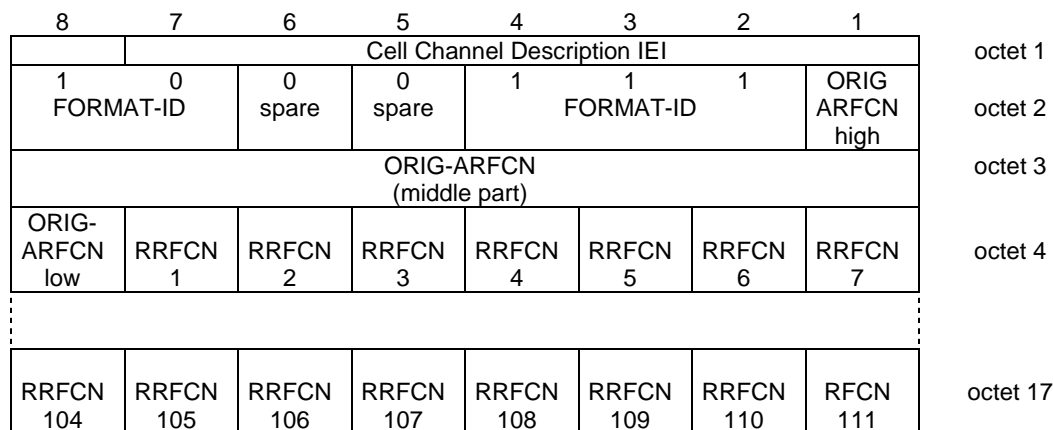 8 7 6 5 4 3 2 1
Cell Channel Description IEI octet 1
1 0 0 0 1 1 1 ORIG
FORMAT-ID spare spare FORMAT-ID ARFCN octet 2
high
ORIG-ARFCN octet 3
(middle part)
ORIG-
ARFCN RRFCN RRFCN RRFCN RRFCN RRFCN RRFCN RRFCN octet 4
low 1 2 3 4 5 6 7
RRFCN RRFCN RRFCN RRFCN RRFCN RRFCN RRFCN RFCN octet 17
104 105 106 107 108 109 110 111